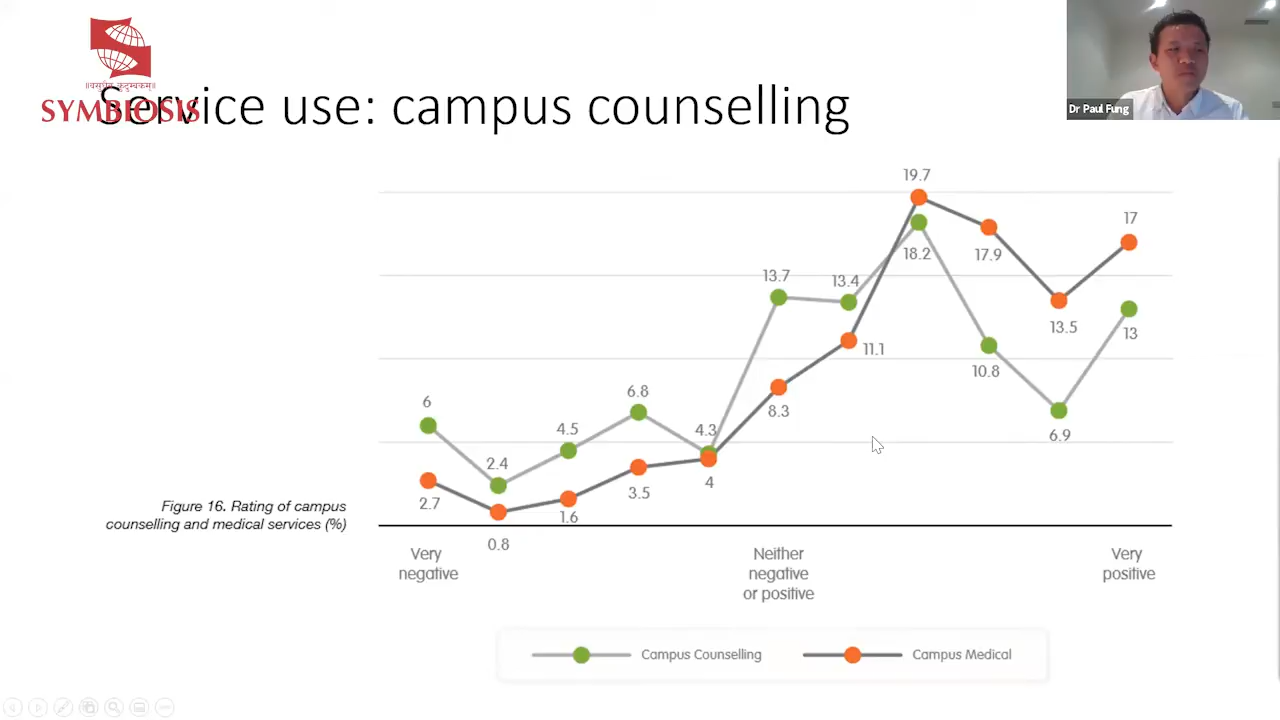 ॥वसुधैव कुटुम्बकम्॥
SYMBIOSIS
Service use: campus counselling
Dr Paul Fung
19.7
17
13.7
13.4
18.2
17.9
13.5
13
11.1
10.8
6
6.8
8.3
4.5
4.3
6.9
2.4
4
3.5
2.7
1.6
0.8
Figure 16. Rating of campus
counselling and medical services (%)
Very
negative
Neither
negative
or positive
Very
positive
Campus Counselling
Campus Medical